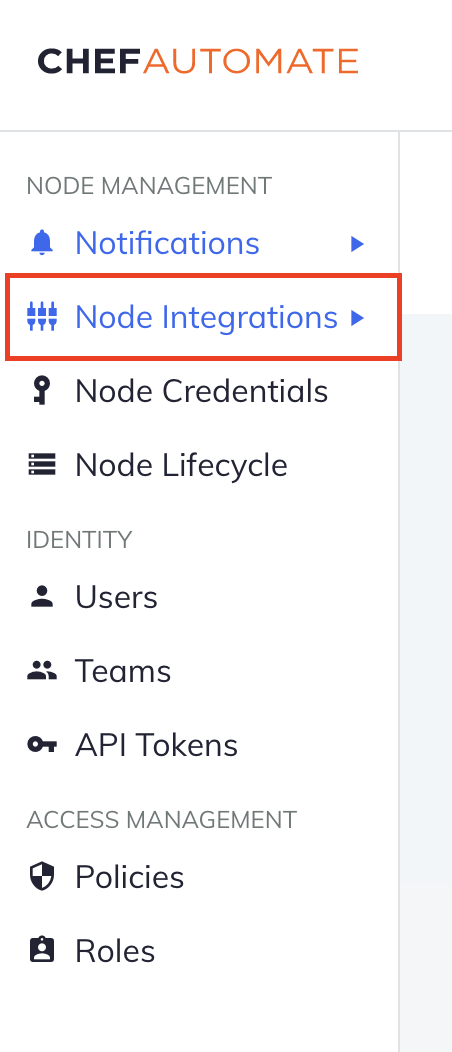 CHEFAUTOMATE
NODE MANAGEMENT
Notifications
Node Integrations
Node Credentials
Node Lifecycle
IDENTITY
Users
Teams
API Tokens
ACCESS MANAGEMENT
Policies
Roles